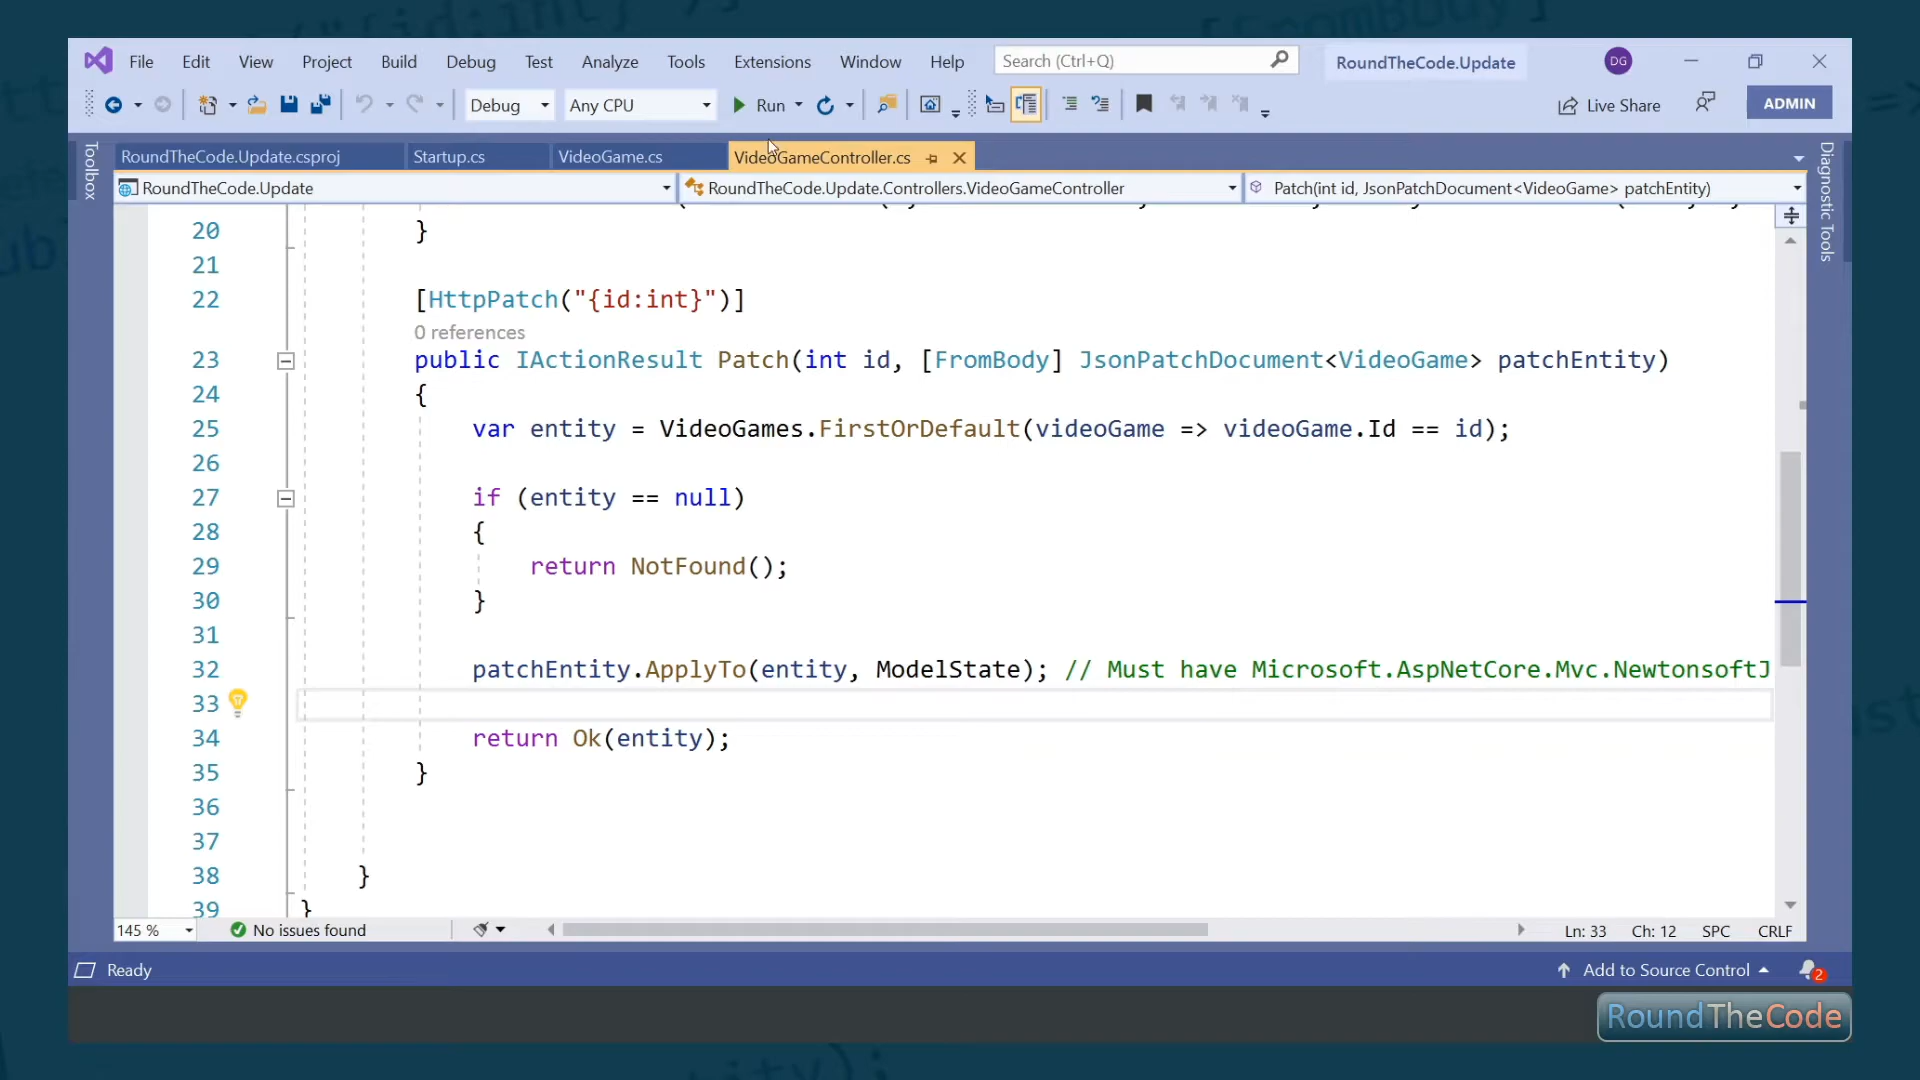 File Edit View Project Build Debug Test Analyze Tools Extensions Window Help Search (Ctrl+Q) RoundTheCode.Update DG
Debug Any CPU Run Live Share ADMIN
Toolbox
RoundTheCode.Update.csproj Startup.cs VideoGame.cs VideoGameController.cs
Diagnostic Tools
RoundTheCode.Update RoundTheCode.Update.Controllers.VideoGameController Patch(int id, JsonPatchDocument<VideoGame> patchEntity)
20 }
21
22 [HttpPatch("{id:int}")]
0 references
23 public IActionResult Patch(int id, [FromBody] JsonPatchDocument<VideoGame> patchEntity)
24 {
25 var entity = VideoGames.FirstOrDefault(videoGame => videoGame.Id == id);
26
27 if (entity == null)
28 {
29 return NotFound();
30 }
31
32 patchEntity.ApplyTo(entity, ModelState); // Must have Microsoft.AspNetCore.Mvc.NewtonsoftJ
33
34 return Ok(entity);
35 }
36
37
38 }
39 }
145 % No issues found Ln: 33 Ch: 12 SPC CRLF
Ready Add to Source Control 2
RoundTheCode